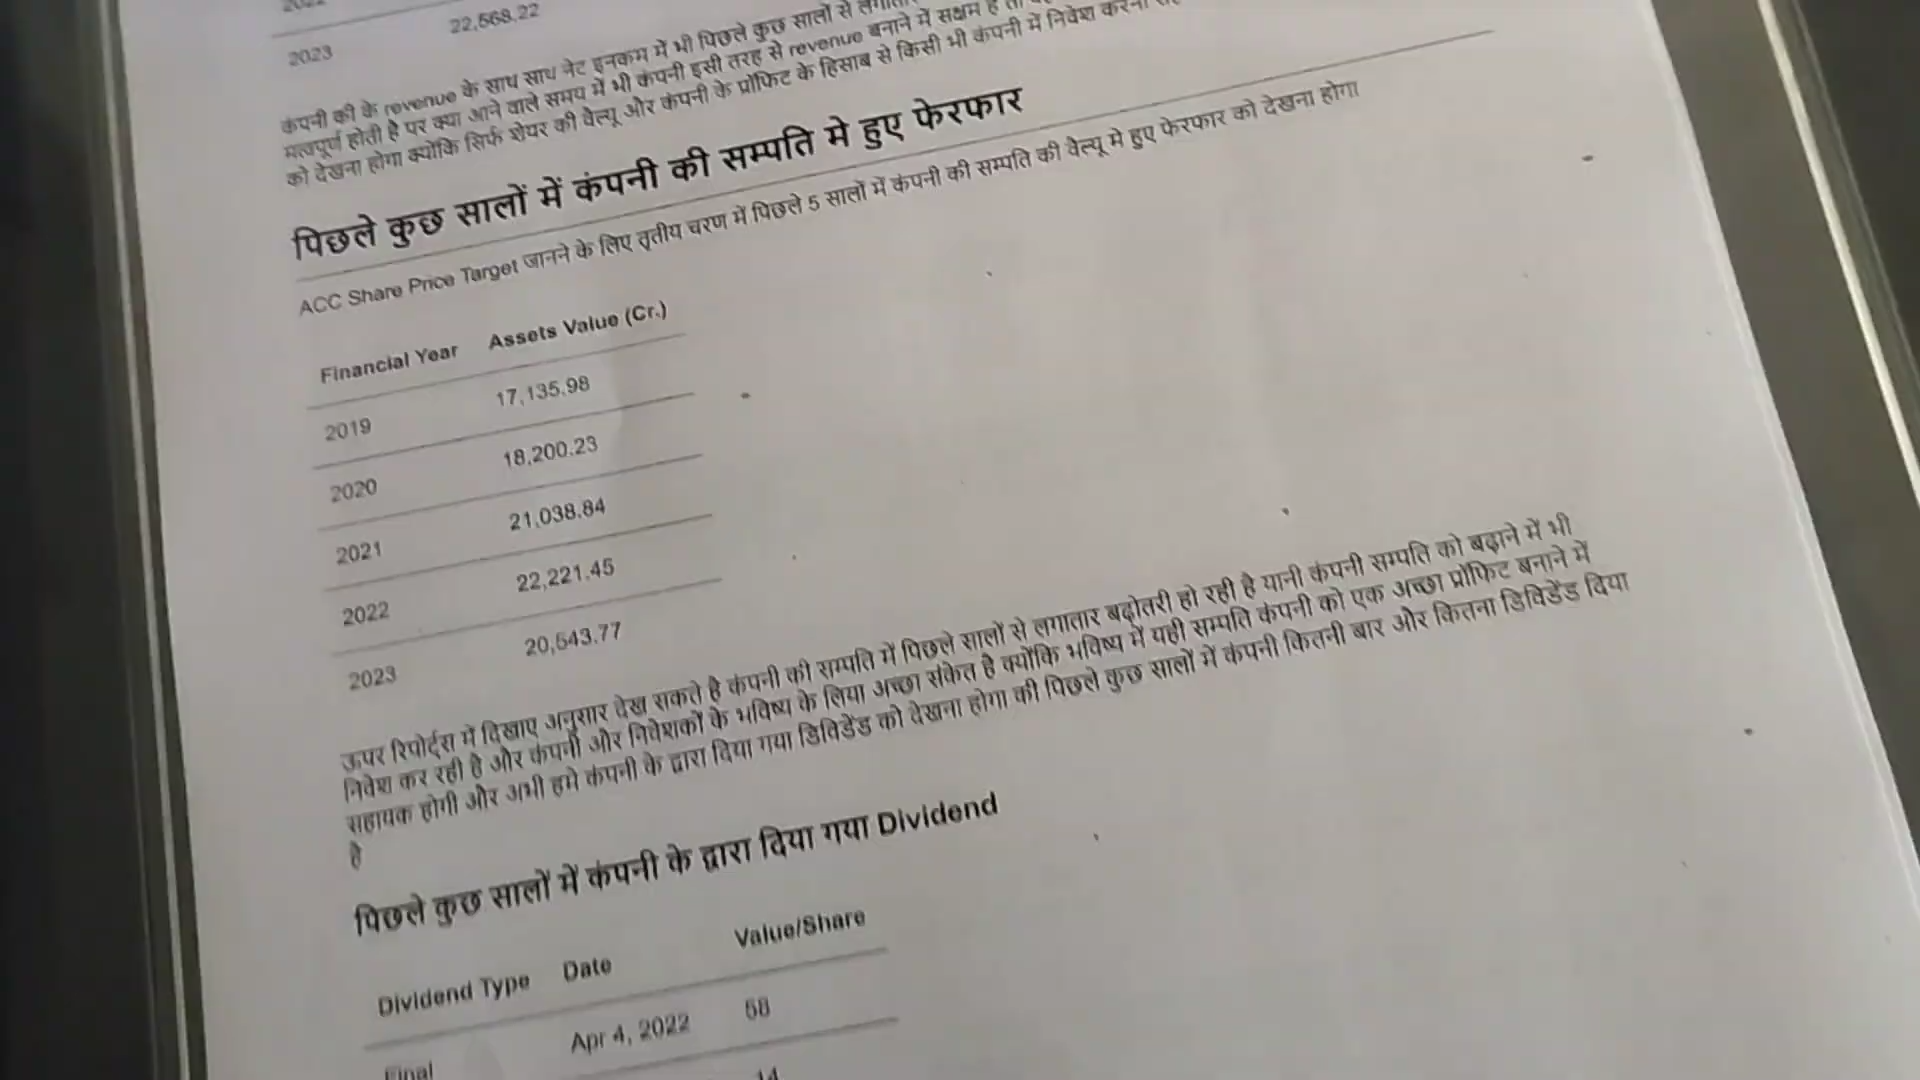 2023 22,568.22
कंपनी की के revenue के साथ साथ नेट इनकम में भी पिछले कुछ सालों से
मत्वपूर्ण होती है पर क्या आने वाले समय में भी कंपनी इसी तरह से revenue बनाने में सक्षम है
को देखना होगा क्योंकि सिर्फ शेयर की वैल्यू और कंपनी के प्रॉफिट के हिसाब से किसी भी कंपनी में निवेश करना
पिछले कुछ सालों में कंपनी की सम्पति मे हुए फेरफार
ACC Share Price Target जानने के लिए तृतीय चरण में पिछले 5 सालों में कंपनी की सम्पति की वैल्यू मे हुए फेरफार को देखना होगा
Financial Year Assets Value (Cr.)
2019 17,135.98
2020 18,200.23
2021 21,038.84
2022 22,221.45
2023 20,543.77
ऊपर रिपोर्ट्स में दिखाए अनुसार देख सकते है कंपनी की सम्पति में पिछले सालों से लगातार बढ़ोतरी हो रही है यानी कंपनी सम्पति को बढ़ाने में भी
निवेश कर रही है और कंपनी और निवेशकों के भविष्य के लिया अच्छा संकेत है क्योंकि भविष्य में यही सम्पति कंपनी को एक अच्छा प्रॉफिट बनाने में
सहायक होगी और अभी हमे कंपनी के द्वारा दिया गया डिविडेंड को देखना होगा की पिछले कुछ सालों में कंपनी कितनी बार और कितना डिविडेंड दिया
है
पिछले कुछ सालों में कंपनी के द्वारा दिया गया Dividend
Dividend Type Date Value/Share
Final Apr 4, 2022 58
14